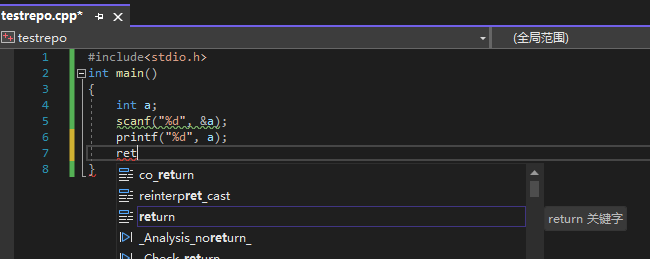 testrepo.cpp*
testrepo (全局范围)
1 #include<stdio.h>
2 int main()
3 {
4 int a;
5 scanf("%d", &a);
6 printf("%d", a);
7 ret
8 }
co_return
reinterpret_cast
return return 关键字
_Analysis_noreturn_
_Check_return_